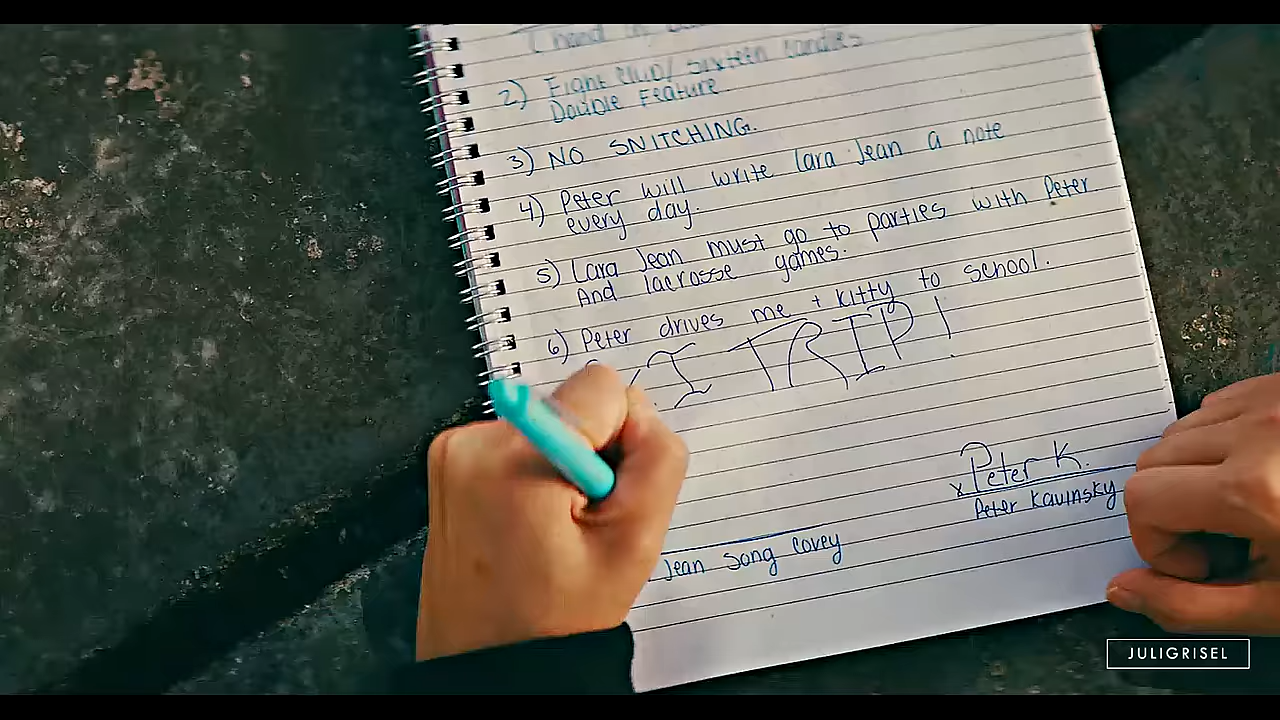 2) Fight Club/ Sixteen Candles
Double Feature.
3) NO SNITCHING.
4) Peter will write Lara Jean a note
every day.
5) Lara Jean must go to parties with Peter
And lacrosse games.
6) Peter drives me + Kitty to school.
I TRIP!
x Peter K.
Peter Kavinsky
Jean Song Covey
JULIGRISEL